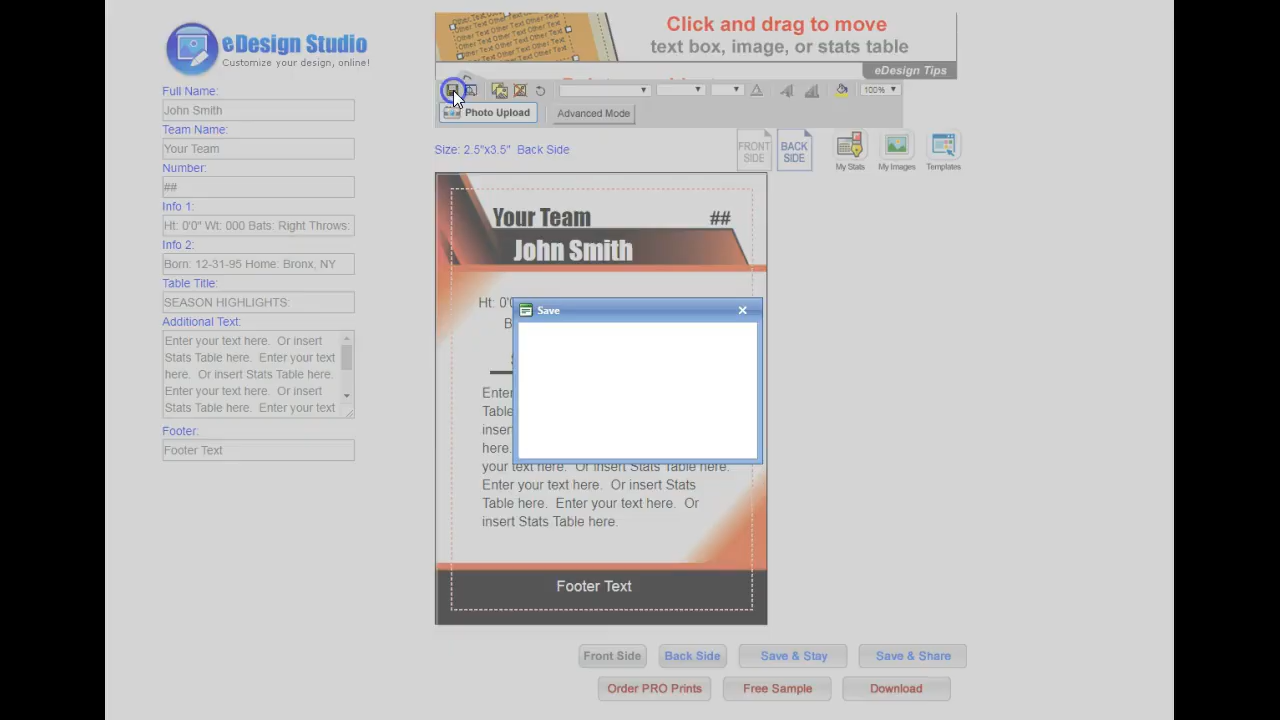 eDesign Studio
Customize your design, online!
Full Name:
John Smith
Team Name:
Your Team
Number:
##
Info 1:
Ht: 0'0" Wt: 000 Bats: Right Throws:
Info 2:
Born: 12-31-95 Home: Bronx, NY
Table Title:
SEASON HIGHLIGHTS:
Additional Text:
Enter your text here. Or insert
Stats Table here. Enter your text
here. Or insert Stats Table here.
Enter your text here. Or insert
Stats Table here. Enter your text
Footer:
Footer Text
Click and drag to move
text box, image, or stats table
eDesign Tips
100%
Photo Upload
Advanced Mode
Size: 2.5"x3.5" Back Side
FRONT
SIDE
BACK
SIDE
My Stats
My Images
Templates
Your Team
##
John Smith
Ht: 0'0
B
Save
Enter
Table
insert
here.
your text here. Or insert Stats Table here.
Enter your text here. Or insert Stats
Table here. Enter your text here. Or
insert Stats Table here.
Footer Text
Front Side
Back Side
Save & Stay
Save & Share
Order PRO Prints
Free Sample
Download